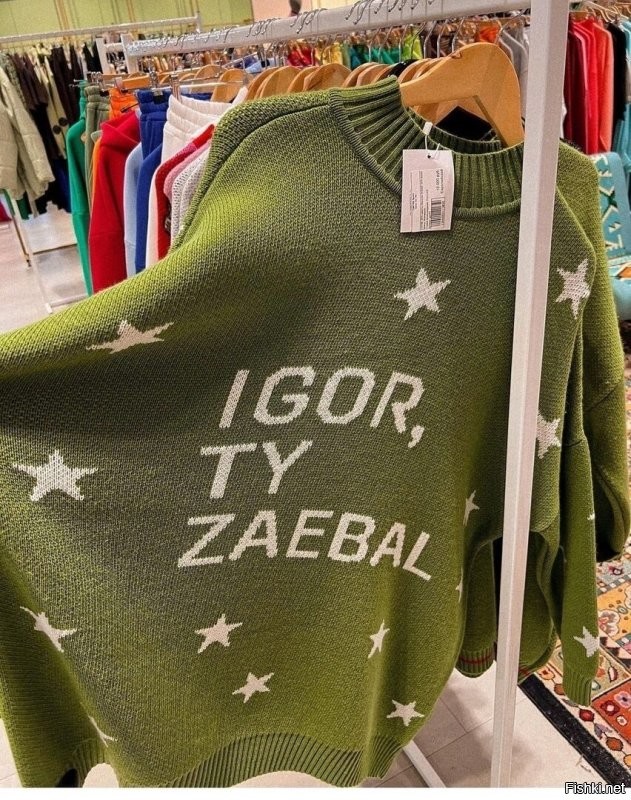 IGOR,
TY
ZAEBAL
Fishki.net